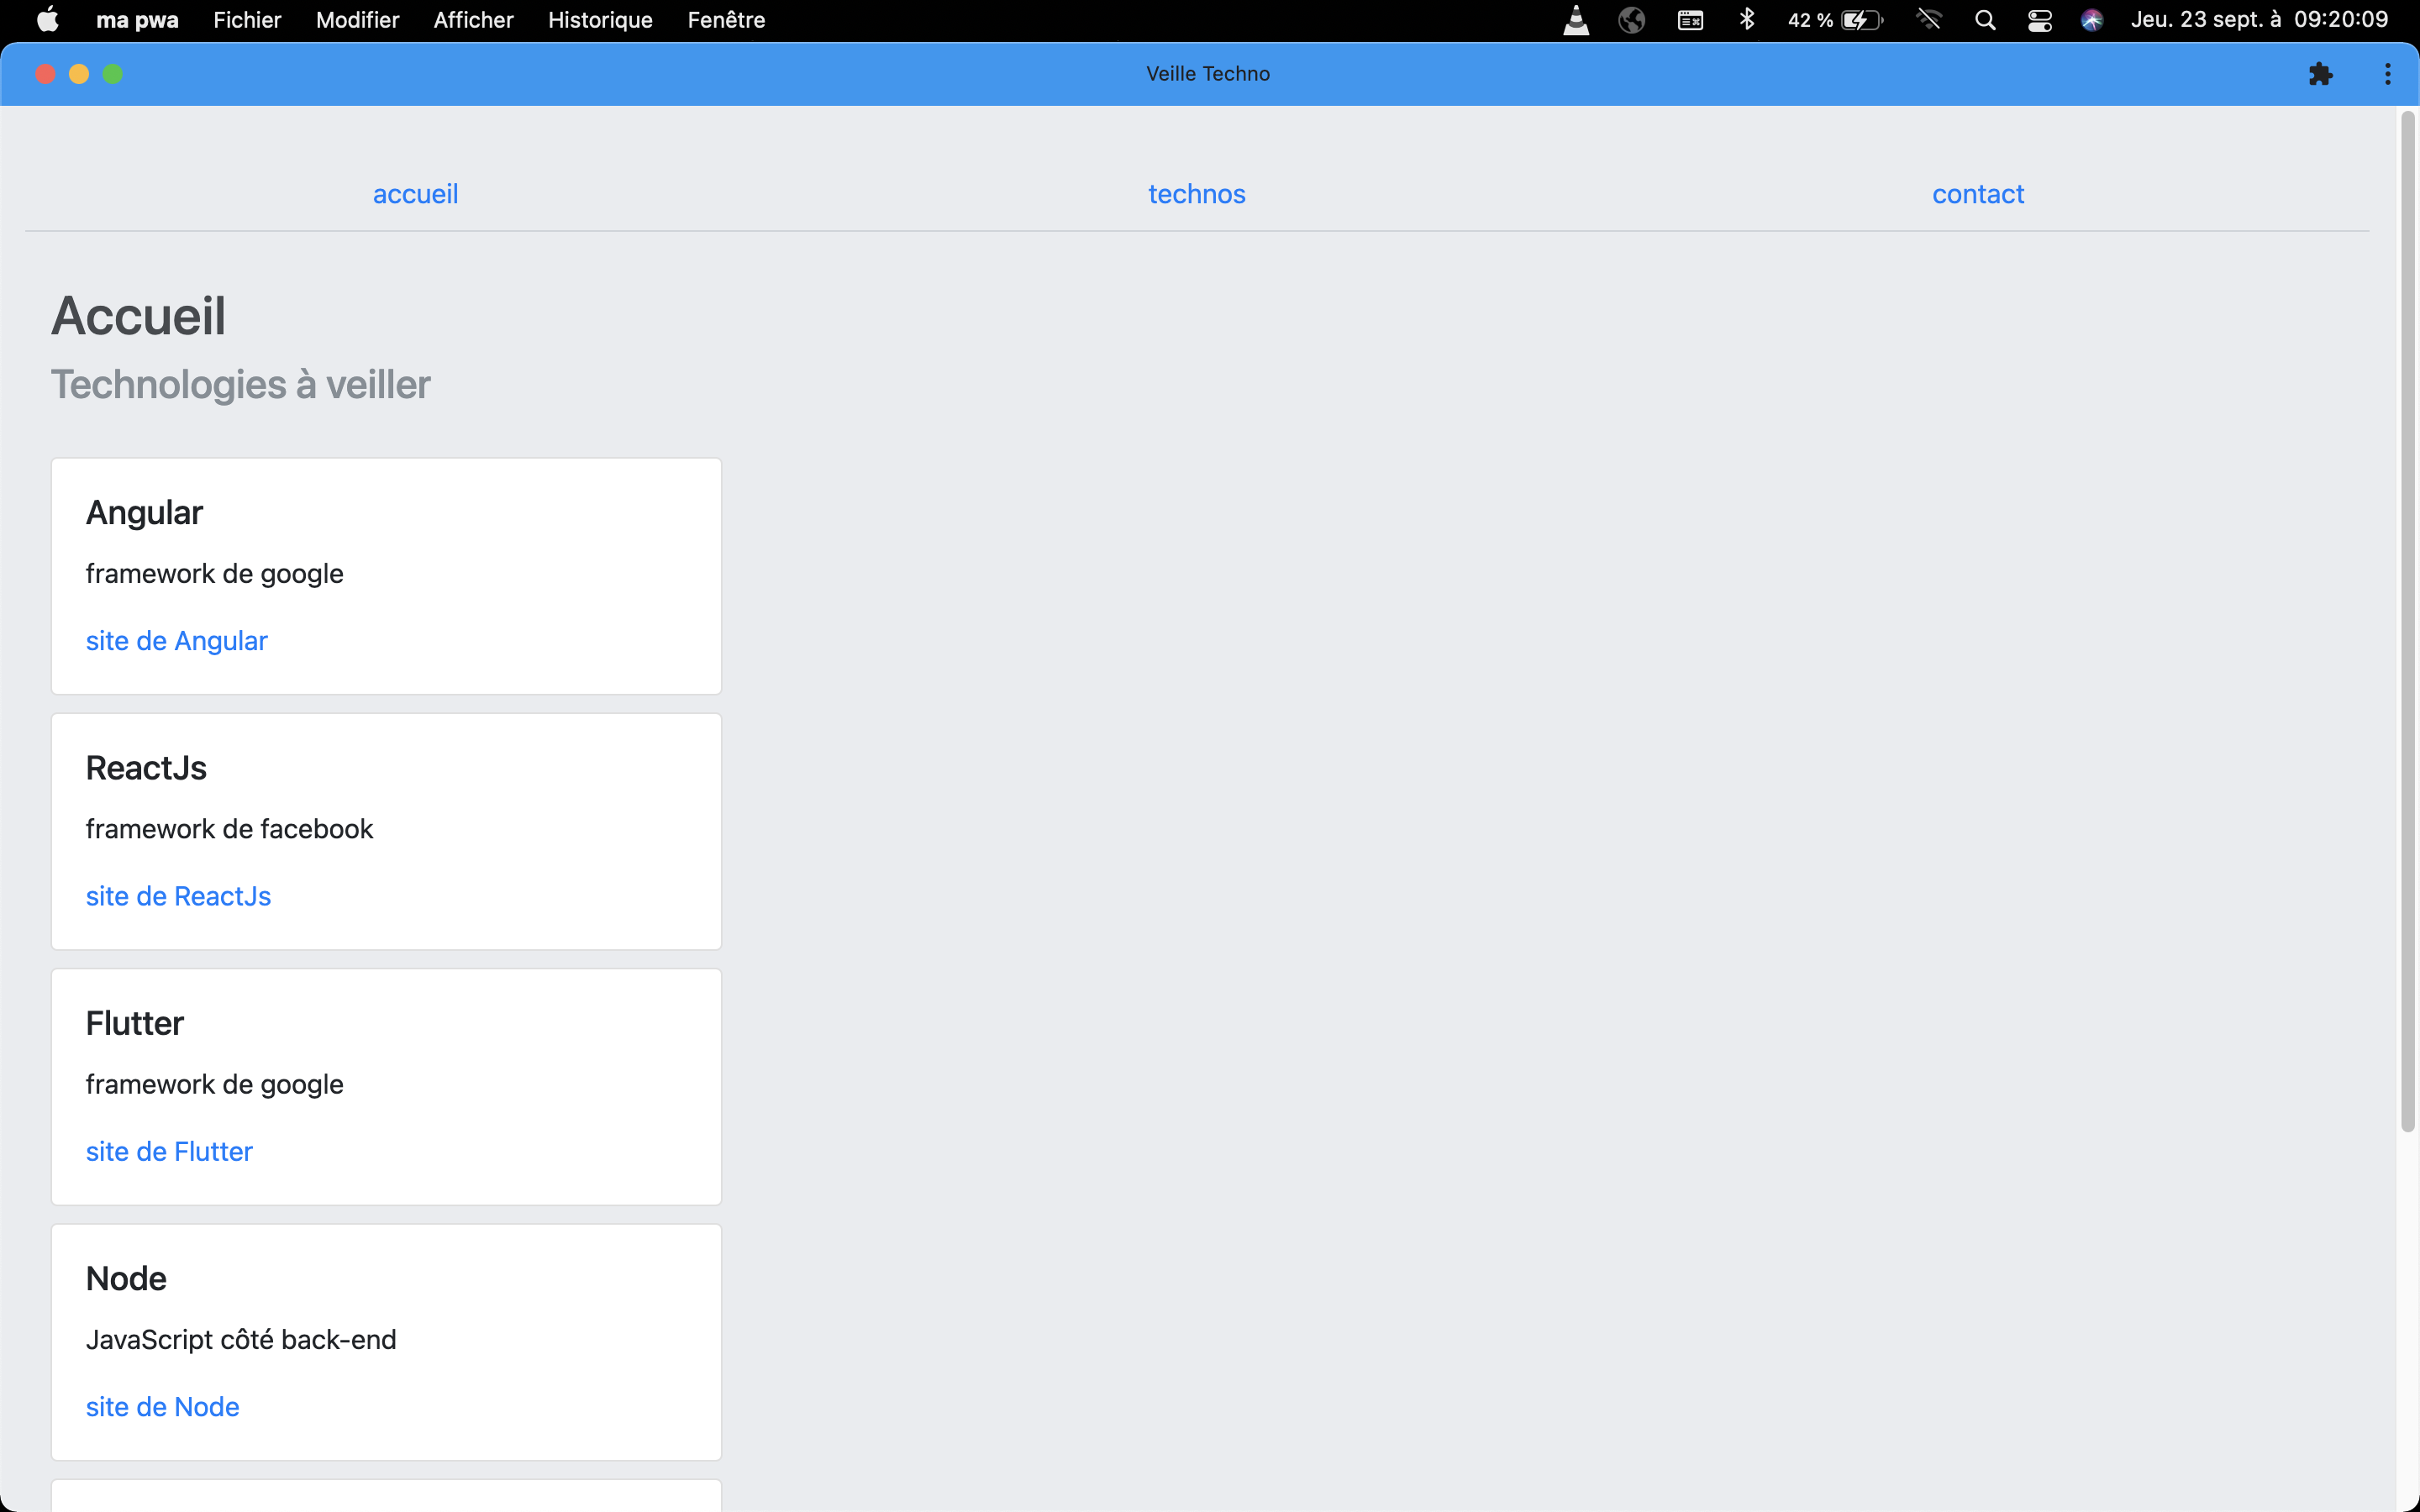 ma pwa Fichier Modifier Afficher Historique Fenêtre 42 % Jeu. 23 sept. à 09:20:09
Veille Techno
accueil technos contact
Accueil
Technologies à veiller
Angular
framework de google
site de Angular
ReactJs
framework de facebook
site de ReactJs
Flutter
framework de google
site de Flutter
Node
JavaScript côté back-end
site de Node